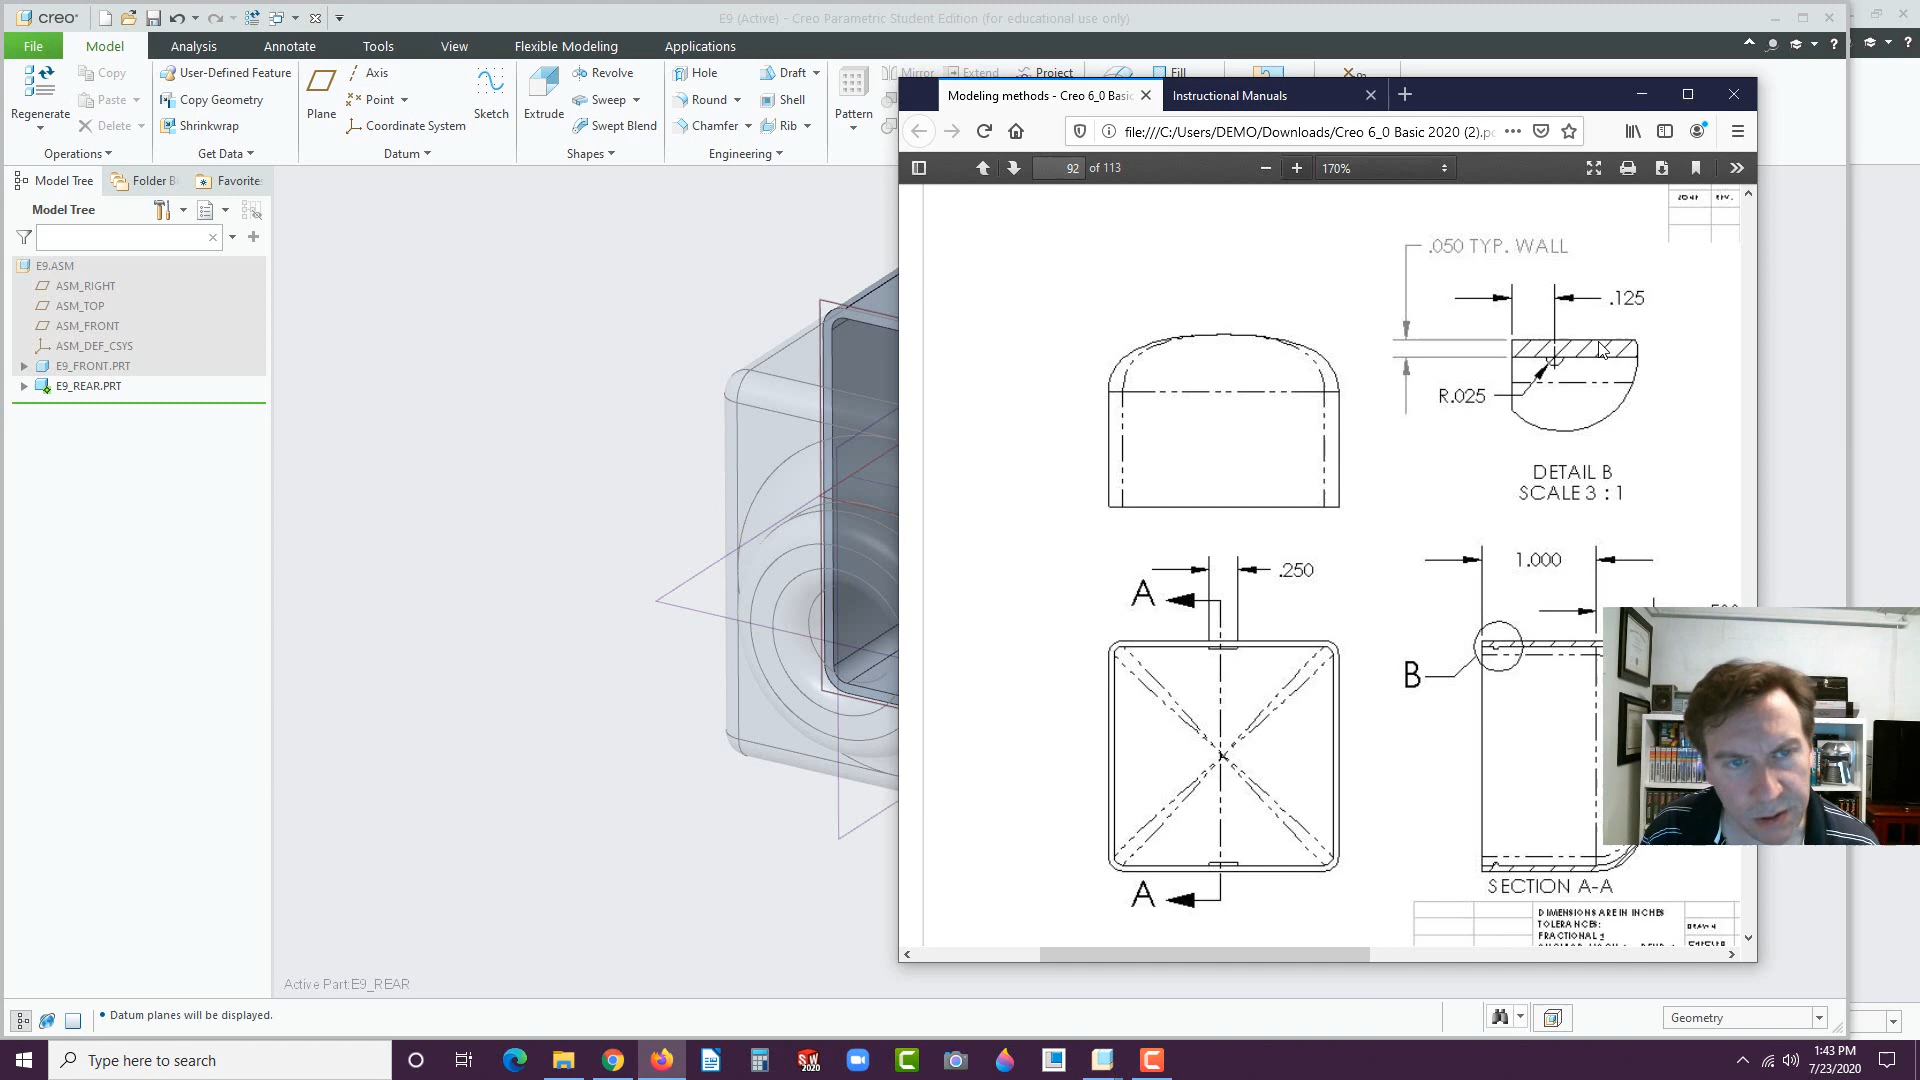 creo
E9 (Active) - Creo Parametric Student Edition (for educational use only)
File Model Analysis Annotate Tools View Flexible Modeling Applications
Regenerate
Copy
Paste
Delete
Operations
User-Defined Feature
Copy Geometry
Shrinkwrap
Get Data
Plane
Axis
Point
Coordinate System
Sketch
Datum
Extrude
Revolve
Sweep
Swept Blend
Shapes
Hole
Round
Chamfer
Draft
Shell
Rib
Engineering
Pattern
Mirror
Extend
Project
Fill
Model Tree Folder B Favorites
Model Tree
E9.ASM
ASM_RIGHT
ASM_TOP
ASM_FRONT
ASM_DEF_CSYS
E9_FRONT.PRT
E9_REAR.PRT
Active Part:E9_REAR
Modeling methods - Creo 6_0 Basic
Instructional Manuals
file:///C:/Users/DEMO/Downloads/Creo 6_0 Basic 2020 (2).p
92 of 113
170%
.050 TYP. WALL
.125
R.025
DETAIL B
SCALE 3 : 1
.250
A
A
1.000
B
SECTION A-A
DIMENSIONS ARE IN INCHES
TOLERANCES:
FRACTIONAL ±
DRAWN
• Datum planes will be displayed.
Geometry
Type here to search
SW
2020
1:43 PM
7/23/2020